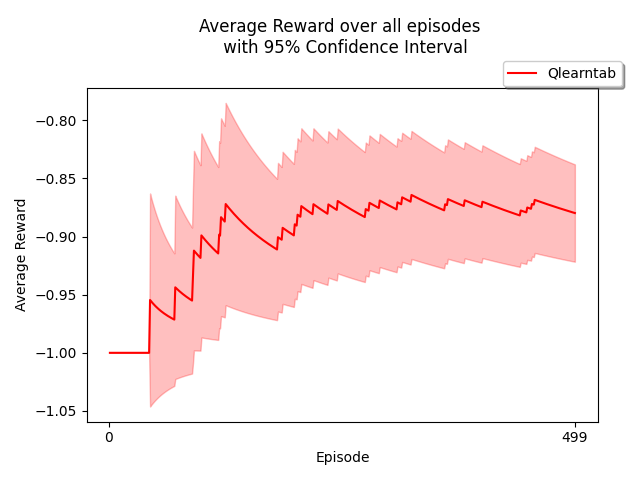 Average Reward over all episodes
with 95% Confidence Interval
Qlearntab
−0.80
−0.85
−0.90
−0.95
−1.00
−1.05
Average Reward
0
499
Episode